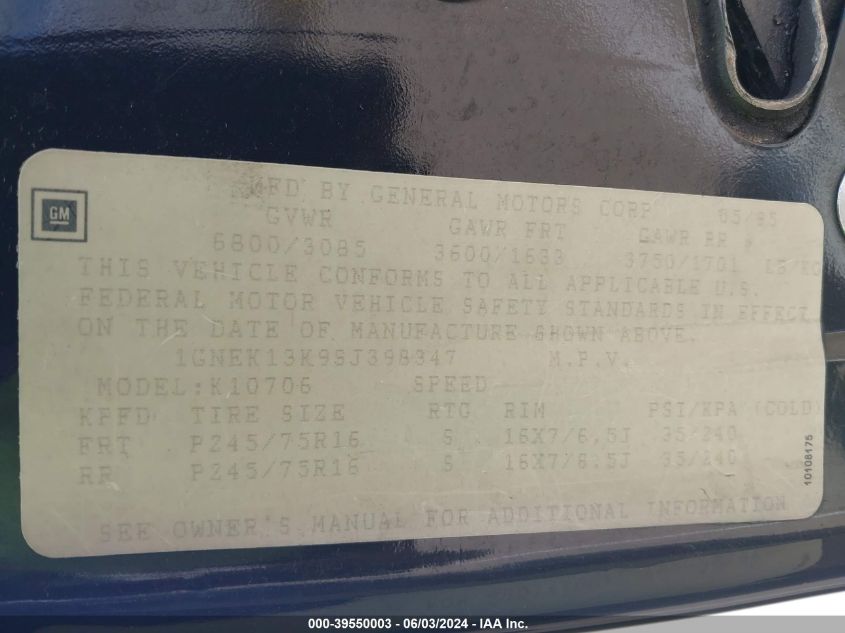 MFD BY GENERAL MOTORS CORP 05/95
GM
GVWR GAWR FRT GAWR RR
6800/3085 3600/1633 3750/1701 LB/KG
THIS VEHICLE CONFORMS TO ALL APPLICABLE U.S.
FEDERAL MOTOR VEHICLE SAFETY STANDARDS IN EFFECT
ON THE DATE OF MANUFACTURE SHOWN ABOVE.
1GNEK13K9SJ398347 M.P.V.
MODEL:K10706 SPEED
KPFD TIRE SIZE RTG RIM PSI/KPA (COLD)
FRT P245/75R16 S 16X7/6.5J 35/240
RR P245/75R16 S 16X7/6.5J 35/240
SEE OWNER'S MANUAL FOR ADDITIONAL INFORMATION
10108175
000-39550003 - 06/03/2024 - IAA Inc.